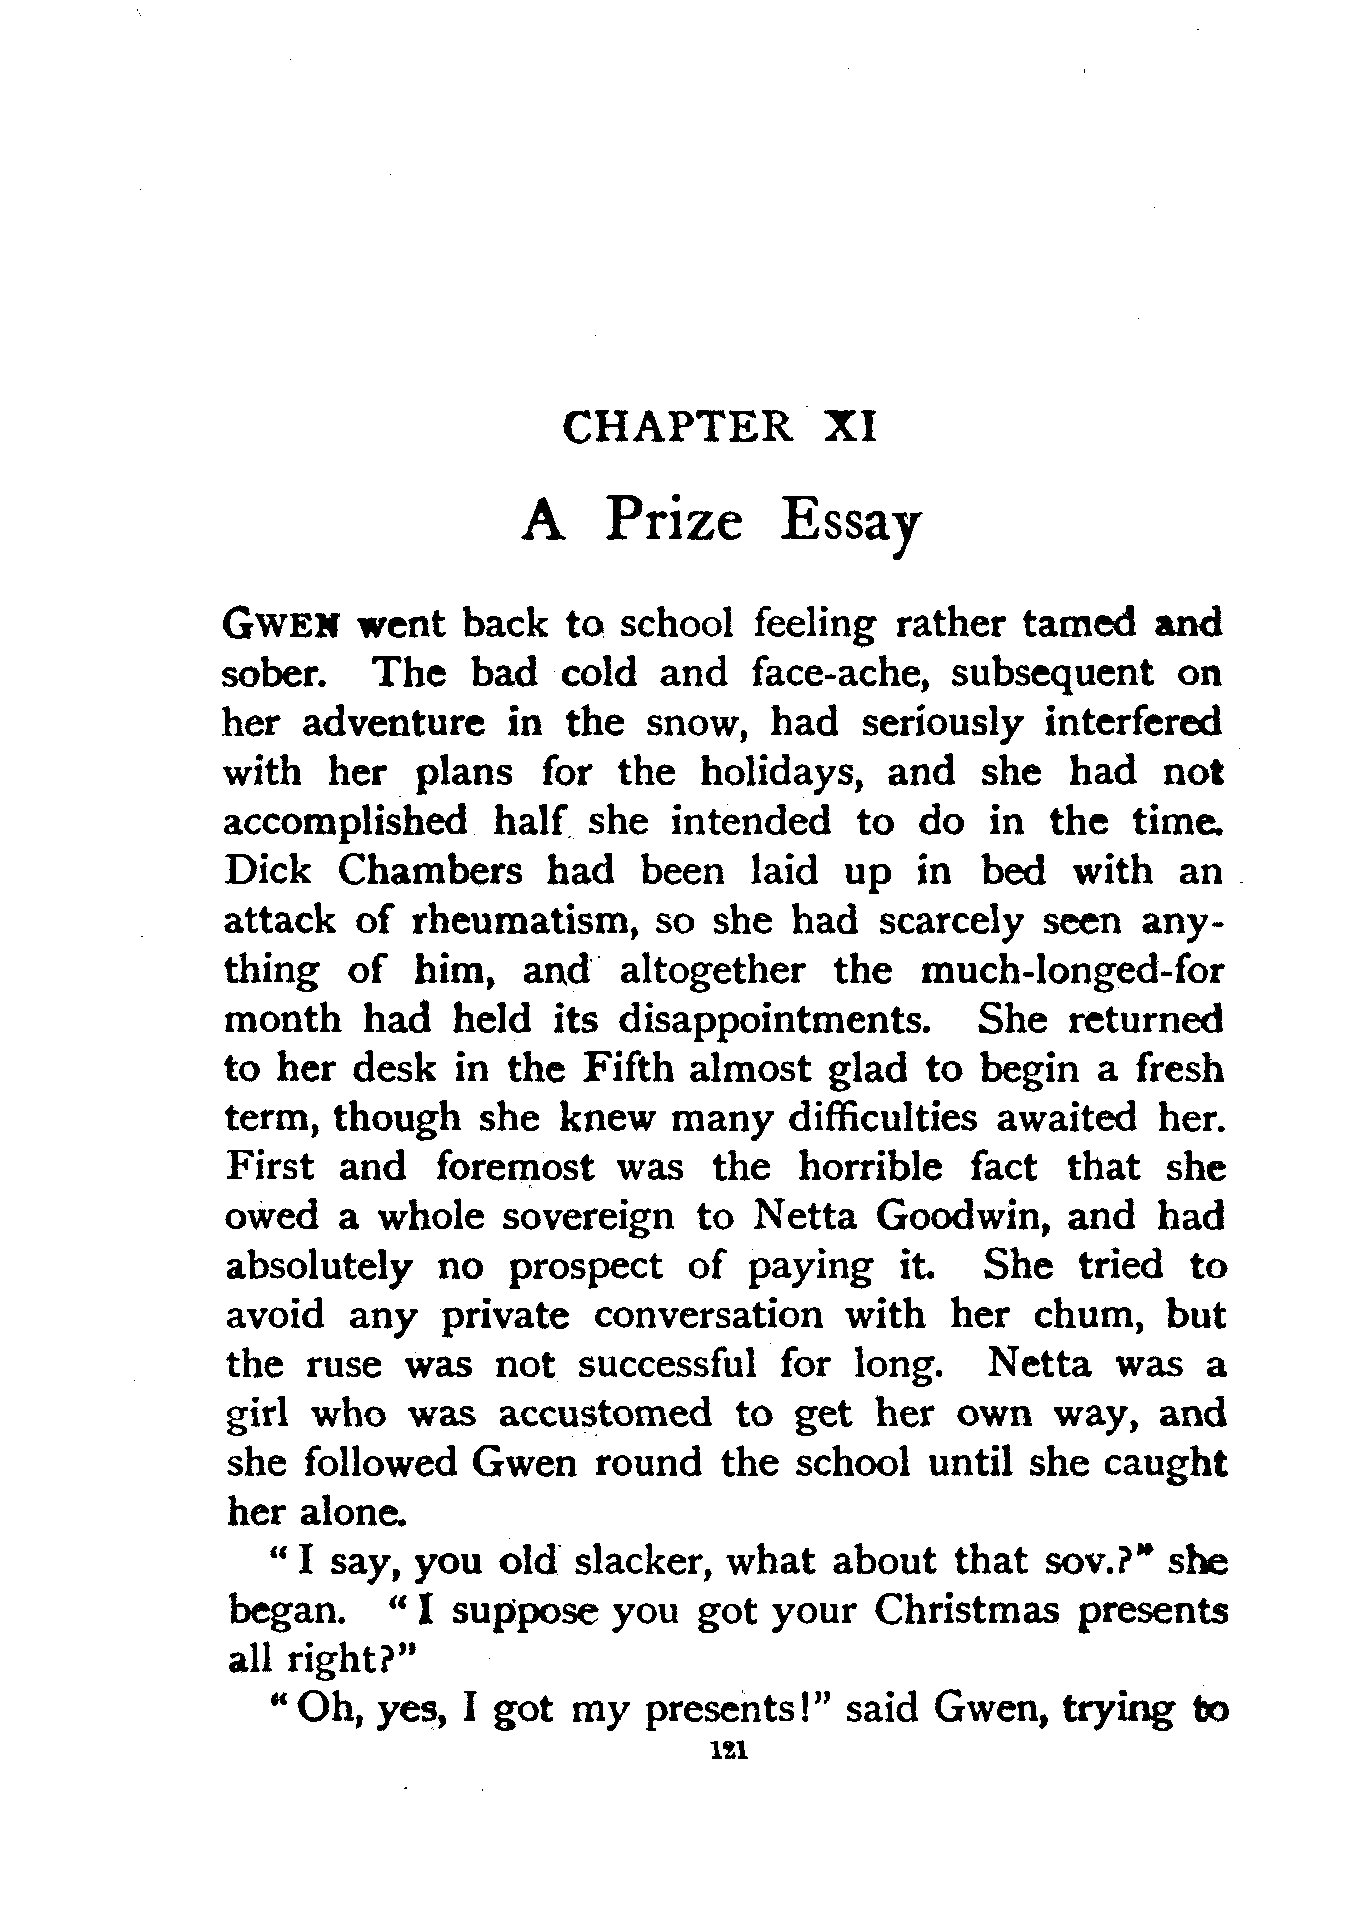 CHAPTER XI
A Prize Essay
GWEN went back to school feeling rather tamed and
sober. The bad cold and face-ache, subsequent on
her adventure in the snow, had seriously interfered
with her plans for the holidays, and she had not
accomplished half she intended to do in the time.
Dick Chambers had been laid up in bed with an
attack of rheumatism, so she had scarcely seen any-
thing of him, and altogether the much-longed-for
month had held its disappointments. She returned
to her desk in the Fifth almost glad to begin a fresh
term, though she knew many difficulties awaited her.
First and foremost was the horrible fact that she
owed a whole sovereign to Netta Goodwin, and had
absolutely no prospect of paying it. She tried to
avoid any private conversation with her chum, but
the ruse was not successful for long. Netta was a
girl who was accustomed to get her own way, and
she followed Gwen round the school until she caught
her alone.
"I say, you old slacker, what about that sov.?" she
began. "I suppose you got your Christmas presents
all right?"
"Oh, yes, I got my presents!" said Gwen, trying to
121